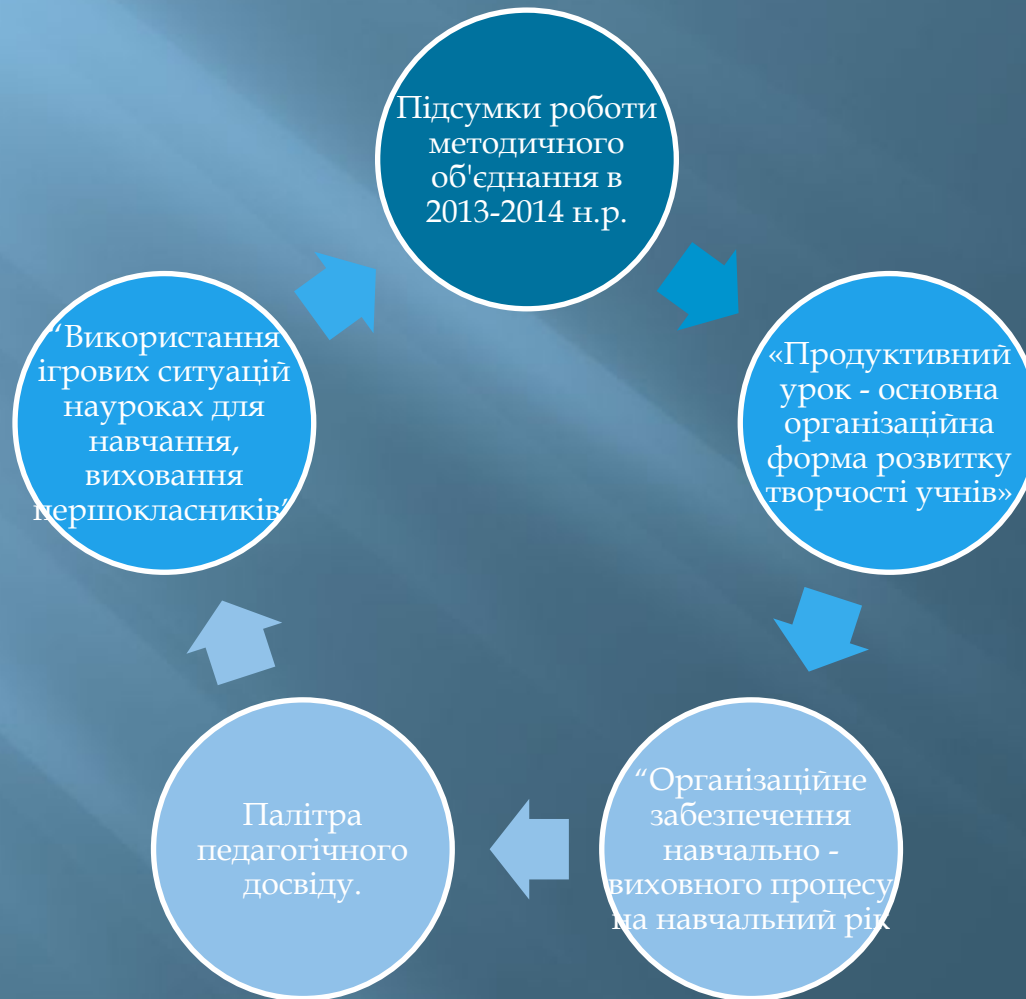 Підсумки роботи
методичного
об'єднання в
2013-2014 н.р.
«Продуктивний
урок - основна
організаційна
форма розвитку
творчості учнів»
“Організаційне
забезпечення
навчально -
виховного процесу
на навчальний рік
Палітра
педагогічного
досвіду.
“Використання
ігрових ситуацій
науроках для
навчання,
виховання
першокласників”